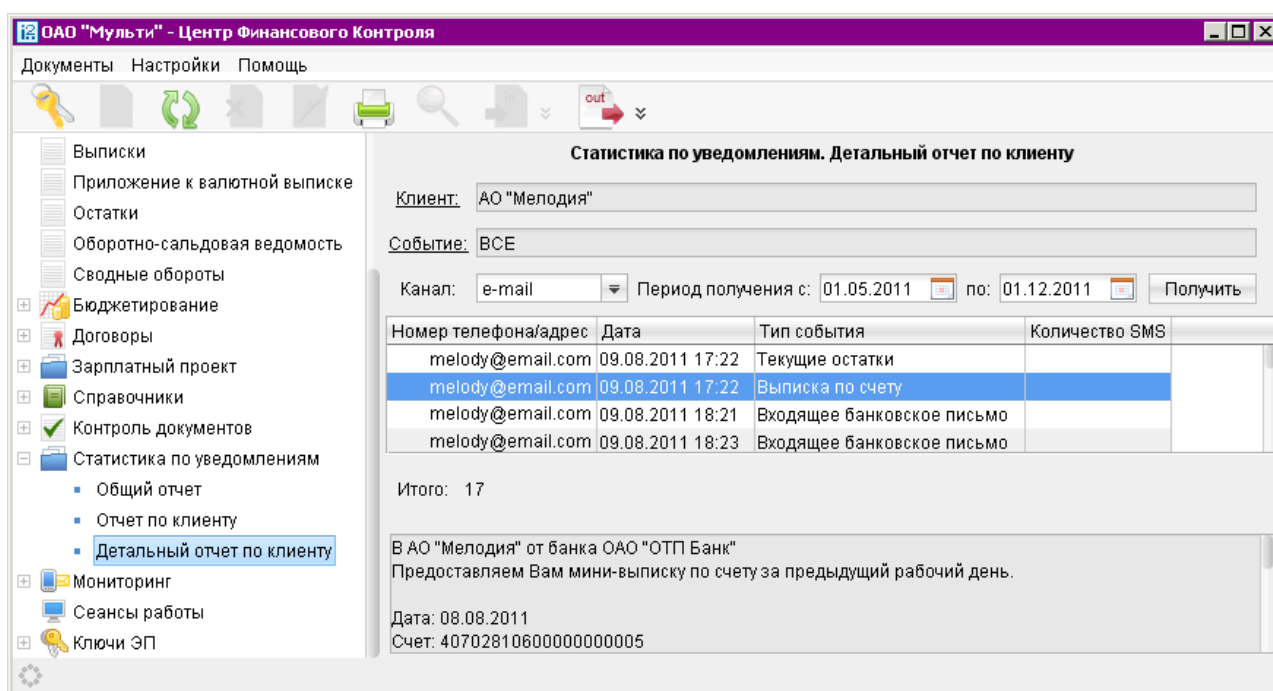 ОАО "Мульти" - Центр Финансового Контроля
Документы Настройки Помощь
out
Выписки
Приложение к валютной выписке
Остатки
Оборотно-сальдовая ведомость
Сводные обороты
Бюджетирование
Договоры
Зарплатный проект
Справочники
Контроль документов
Статистика по уведомлениям
Общий отчет
Отчет по клиенту
Детальный отчет по клиенту
Мониторинг
Сеансы работы
Ключи ЭП
Статистика по уведомлениям. Детальный отчет по клиенту
Клиент: АО "Мелодия"
Событие: ВСЕ
Канал: e-mail Период получения с: 01.05.2011 по: 01.12.2011 Получить
Номер телефона/адрес Дата Тип события Количество SMS
melody@email.com 09.08.2011 17:22 Текущие остатки
melody@email.com 09.08.2011 17:22 Выписка по счету
melody@email.com 09.08.2011 18:21 Входящее банковское письмо
melody@email.com 09.08.2011 18:23 Входящее банковское письмо
Итого: 17
В АО "Мелодия" от банка ОАО "ОТП Банк"
Предоставляем Вам мини-выписку по счету за предыдущий рабочий день.
Дата: 08.08.2011
Счет: 40702810600000000005